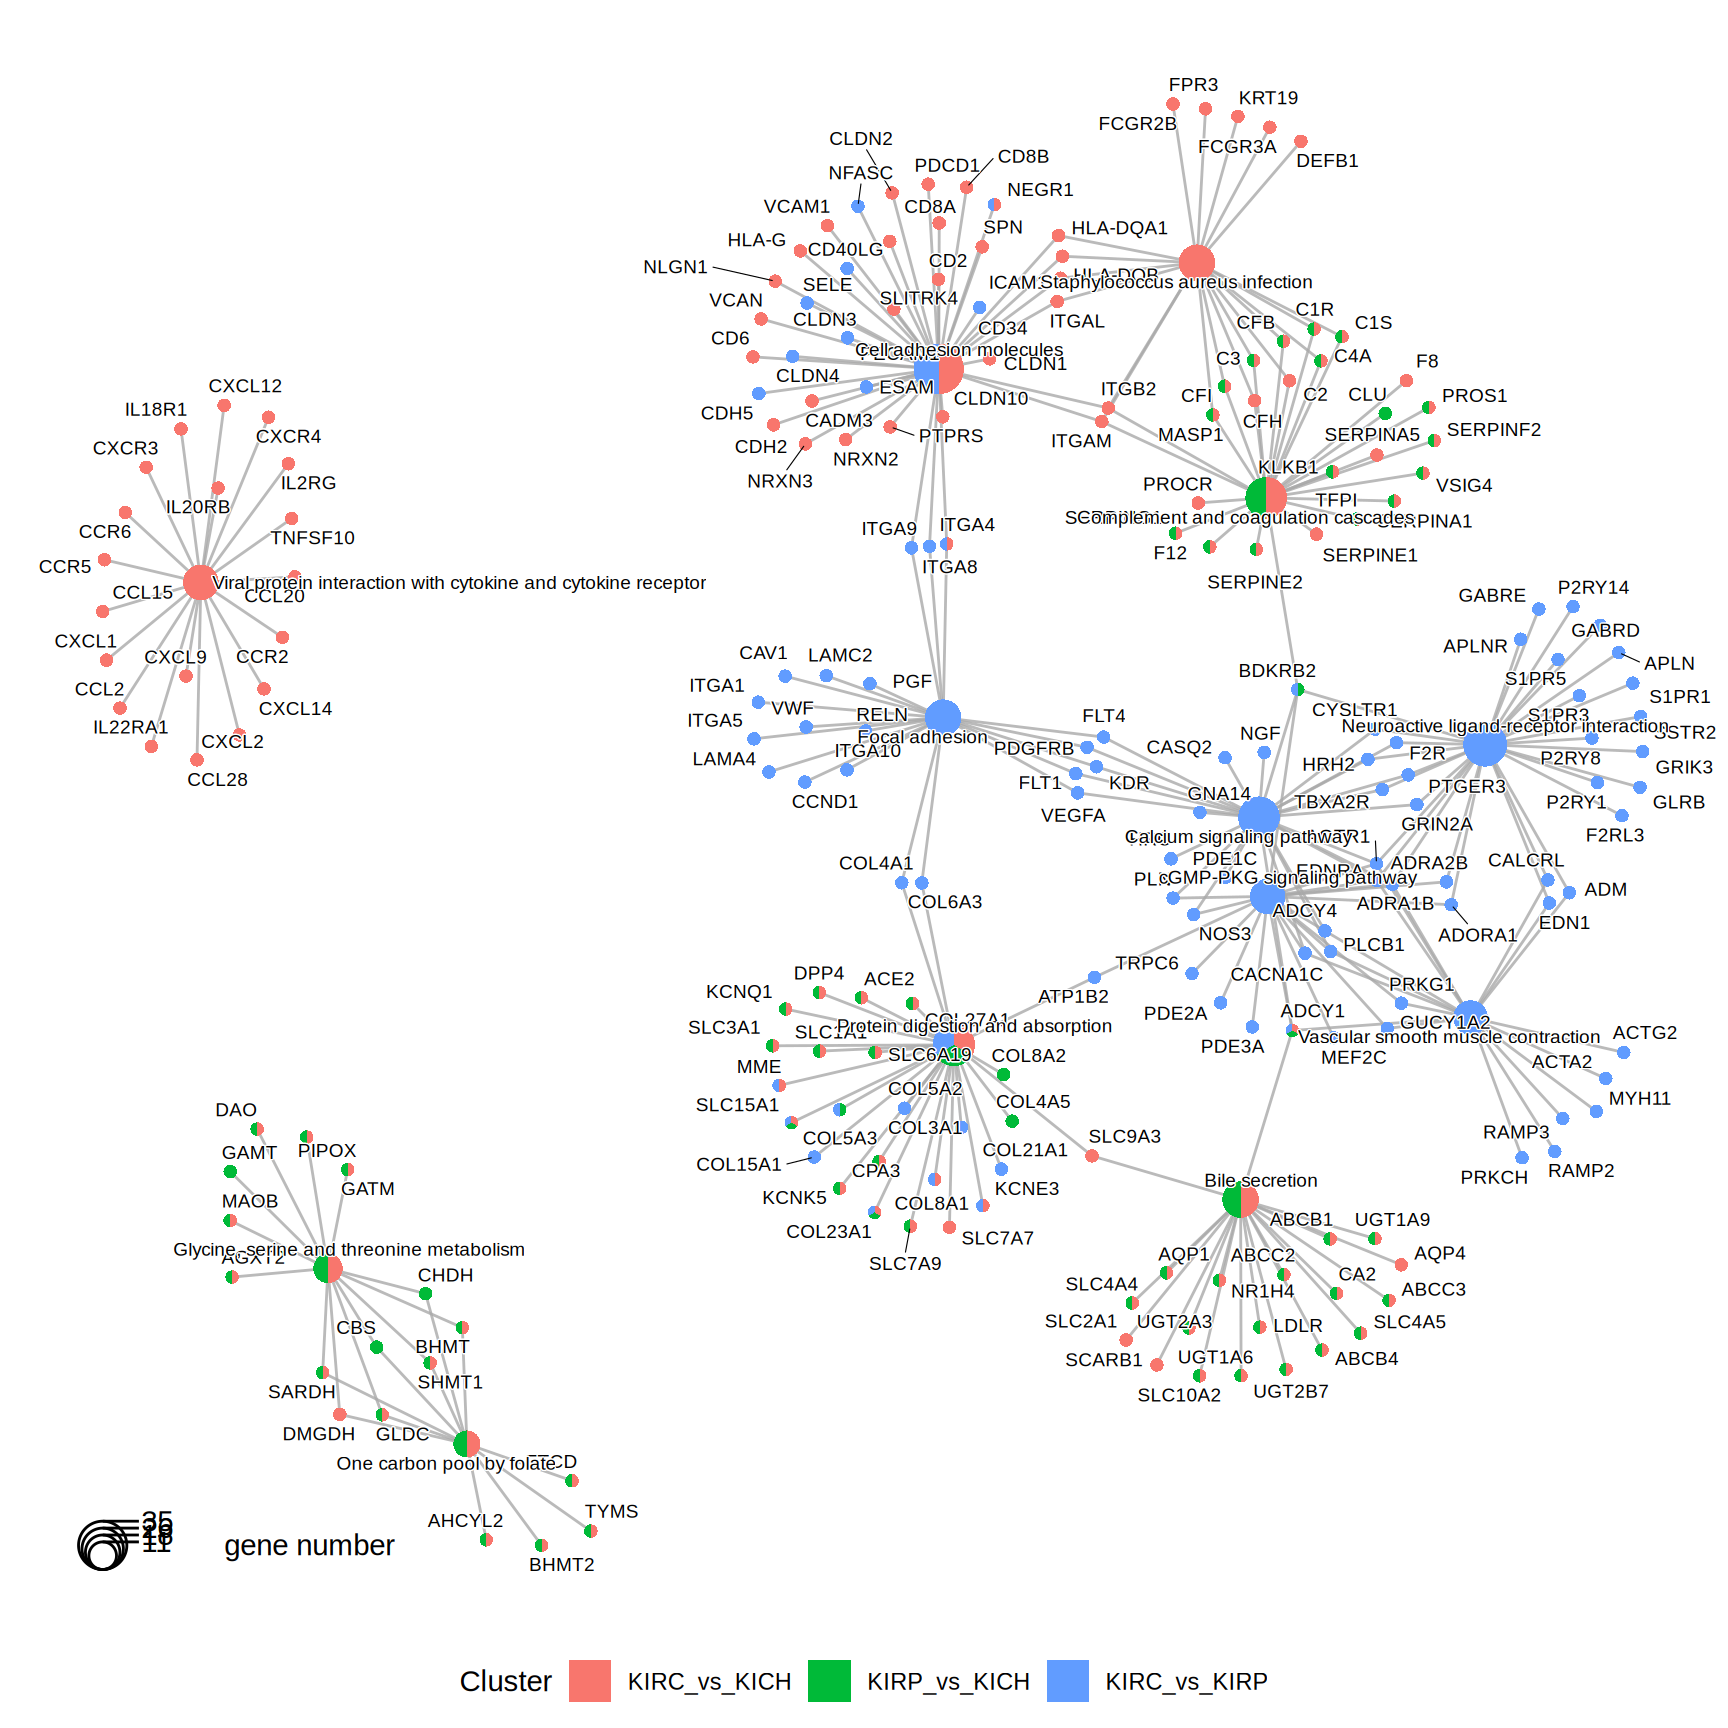 FPR3
KRT19
FCGR2B
FCGR3A
DEFB1
CLDN2
PDCD1
CD8B
NFASC
NEGR1
VCAM1
CD8A
SPN
HLA-DQA1
HLA-G
CD40LG
CD2
NLGN1
SELE
Staphylococcus aureus infection
VCAN
SLITRK4
CLDN3
CD34
ITGAL
CFB
C1R
C1S
CD6
Cell adhesion molecules
CLDN1
C3
C4A
F8
CLDN4
ESAM
CLDN10
ITGB2
CFI
C2
CLU
PROS1
CDH5
CADM3
PTPRS
ITGAM
MASP1
CFH
SERPINA5
SERPINF2
CDH2
NRXN2
NRXN3
KLKB1
PROCR
TFPI
VSIG4
Complement and coagulation cascades
F12
SERPINE1
SERPINE2
CXCL12
IL18R1
CXCR4
CXCR3
IL2RG
IL20RB
CCR6
TNFSF10
CCR5
Viral protein interaction with cytokine and cytokine receptor
CCL15
CCL20
CXCL1
CXCL9
CCR2
CCL2
CXCL14
IL22RA1
CXCL2
CCL28
ITGA9
ITGA4
ITGA8
CAV1
LAMC2
ITGA1
PGF
VWF
RELN
ITGA5
Focal adhesion
ITGA10
LAMA4
CCND1
FLT4
PDGFRB
FLT1
KDR
VEGFA
GABRE
P2RY14
APLNR
GABRD
APLN
BDKRB2
S1PR5
S1PR1
CYSLTR1
S1PR3
Neuroactive ligand-receptor interaction
SSTR2
NGF
CASQ2
HRH2
F2R
P2RY8
GRIK3
GNA14
TBXA2R
PTGER3
P2RY1
GLRB
GRIN2A
F2RL3
Calcium signaling pathway
PDE1C
ADRA2B
CALCRL
cGMP-PKG signaling pathway
ADM
ADCY4
ADRA1B
EDN1
NOS3
PLCB1
ADORA1
TRPC6
CACNA1C
PRKG1
ATP1B2
PDE2A
ADCY1
GUCY1A2
PDE3A
Vascular smooth muscle contraction
ACTG2
MEF2C
ACTA2
MYH11
RAMP3
PRKCH
RAMP2
COL4A1
COL6A3
DPP4
ACE2
KCNQ1
COL27A1
SLC3A1
SLC1A1
Protein digestion and absorption
SLC6A19
COL8A2
MME
COL5A2
SLC15A1
COL4A5
COL5A3
COL3A1
COL21A1
SLC9A3
COL15A1
CPA3
KCNK5
COL8A1
KCNE3
COL23A1
SLC7A7
SLC7A9
Bile secretion
ABCB1
UGT1A9
AQP1
ABCC2
AQP4
SLC4A4
NR1H4
CA2
ABCC3
SLC2A1
UGT2A3
LDLR
SLC4A5
SCARB1
UGT1A6
ABCB4
SLC10A2
UGT2B7
DAO
GAMT
PIPOX
MAOB
GATM
Glycine, serine and threonine metabolism
AGXT2
CHDH
CBS
BHMT
SHMT1
SARDH
DMGDH
GLDC
One carbon pool by folate
AHCYL2
TYMS
BHMT2
35
11
gene number
Cluster KIRC_vs_KICH KIRP_vs_KICH KIRC_vs_KIRP